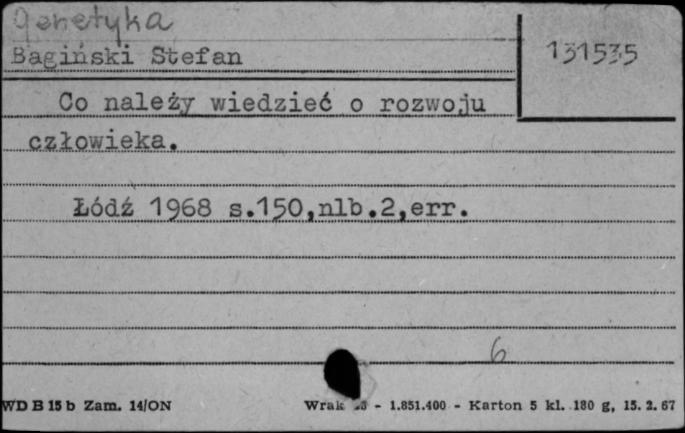 Genetyka
Bagiński Stefan
131535
Co należy wiedzieć o rozwoju
człowieka.
Łódź 1968 s.150,nlb.2,err.
6
WD B 15 b Zam. 14/ON
Wrak - 1.851.400 - Karton 5 kl. 180 g, 15. 2. 67